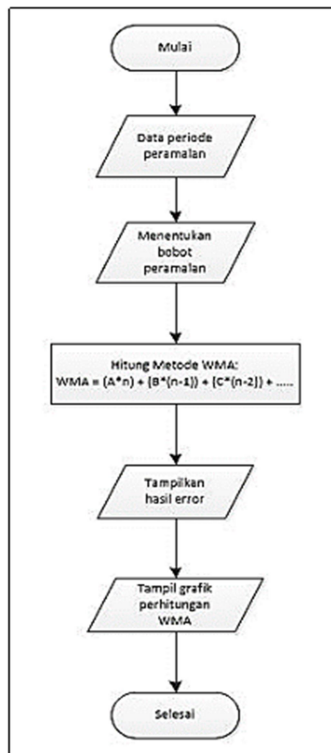 Mulai
Data periode
peramalan
Menentukan
bobot
peramalan
Hitung Metode WMA:
WMA = (A*n) + (B*(n-1)) + (C*(n-2)) + .....
Tampilkan
hasil error
Tampil grafik
perhitungan
WMA
Selesai